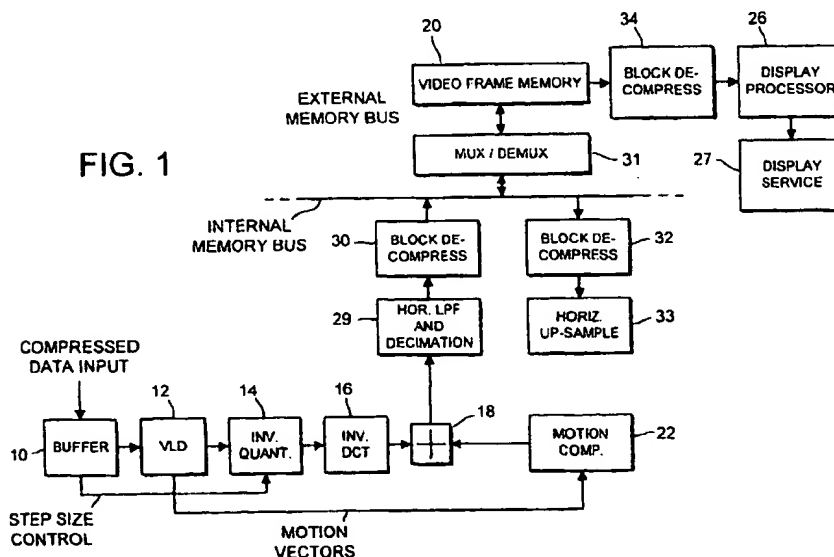 34
26
20
VIDEO FRAME MEMORY
BLOCK DE-
COMPRESS
DISPLAY
PROCESSOR
EXTERNAL
MEMORY BUS
FIG. 1
MUX / DEMUX
31
27
DISPLAY
SERVICE
INTERNAL
MEMORY BUS
30
BLOCK DE-
COMPRESS
BLOCK DE-
COMPRESS
32
29
HOR. LPF
AND
DECIMATION
HORIZ.
UP-SAMPLE
33
COMPRESSED
DATA INPUT
12
14
16
18
10
BUFFER
VLD
INV.
QUANT.
INV.
DCT
MOTION
COMP.
22
STEP SIZE
CONTROL
MOTION
VECTORS